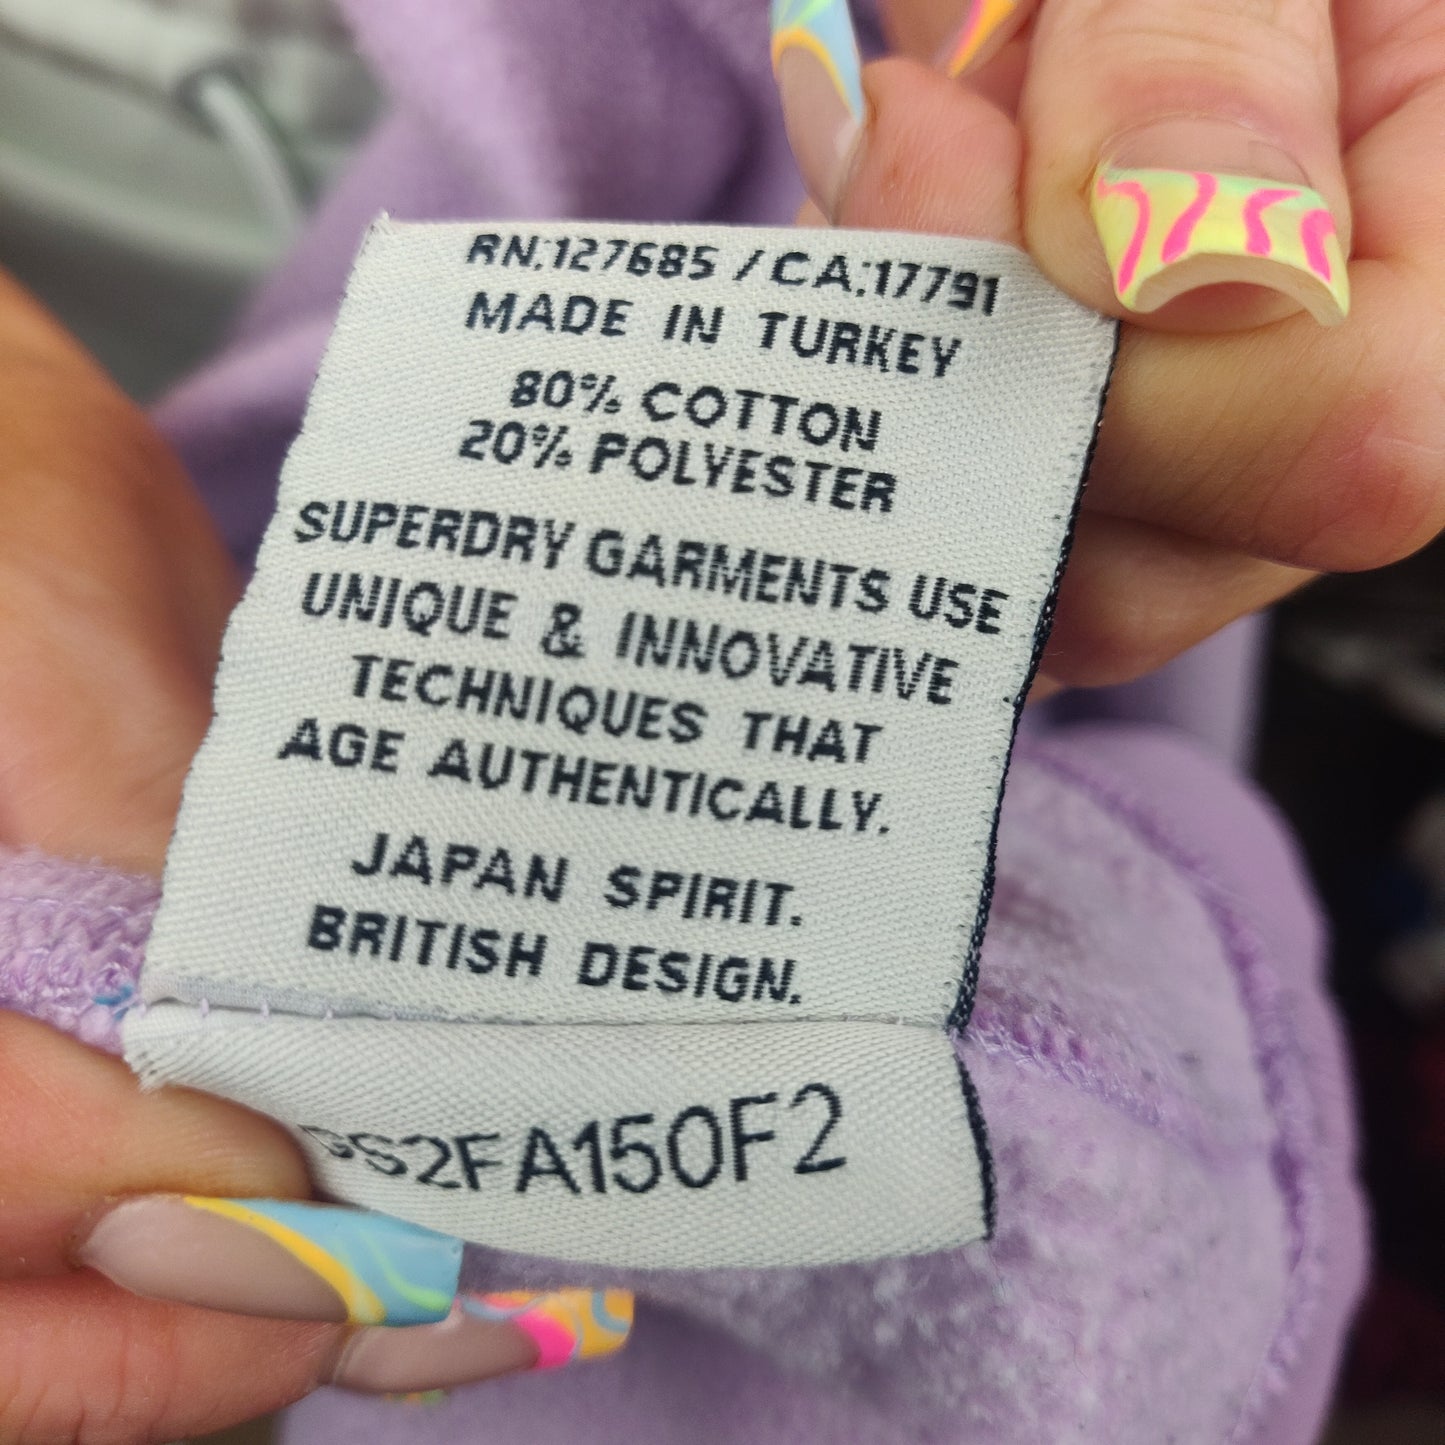 RN:127685 / CA:17791
MADE IN TURKEY
80% COTTON
20% POLYESTER
SUPERDRY GARMENTS USE
UNIQUE & INNOVATIVE
TECHNIQUES THAT
AGE AUTHENTICALLY.
JAPAN SPIRIT.
BRITISH DESIGN.